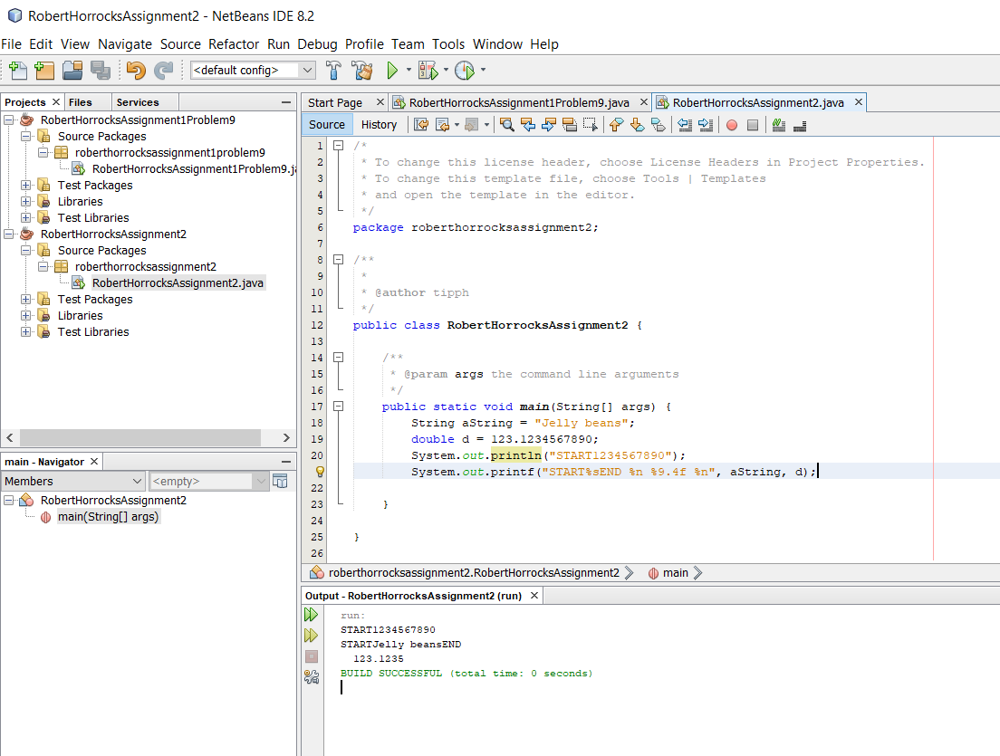 RobertHorrocksAssignment2 - NetBeans IDE 8.2
File Edit View Navigate Source Refactor Run Debug Profile Team Tools Window Help
<default config>
Projects Files Services
RobertHorrocksAssignment1Problem9
Source Packages
roberthorrocksassignment1problem9
RobertHorrocksAssignment1Problem9.ja
Test Packages
Libraries
Test Libraries
RobertHorrocksAssignment2
Source Packages
roberthorrocksassignment2
RobertHorrocksAssignment2.java
Test Packages
Libraries
Test Libraries
main - Navigator
Members <empty>
RobertHorrocksAssignment2
main(String[] args)
Start Page RobertHorrocksAssignment1Problem9.java RobertHorrocksAssignment2.java
Source History
1 /*
2 * To change this license header, choose License Headers in Project Properties.
3 * To change this template file, choose Tools | Templates
4 * and open the template in the editor.
5 */
6 package roberthorrocksassignment2;
7
8 /**
9 *
10 * @author tipph
11 */
12 public class RobertHorrocksAssignment2 {
13
14 /**
15 * @param args the command line arguments
16 */
17 public static void main(String[] args) {
18 String aString = "Jelly beans";
19 double d = 123.1234567890;
20 System.out.println("START1234567890");
System.out.printf("START%sEND %n %9.4f %n", aString, d);
22
23 }
24
25 }
26
roberthorrocksassignment2.RobertHorrocksAssignment2 main
Output - RobertHorrocksAssignment2 (run)
run:
START1234567890
STARTJelly beansEND
123.1235
BUILD SUCCESSFUL (total time: 0 seconds)